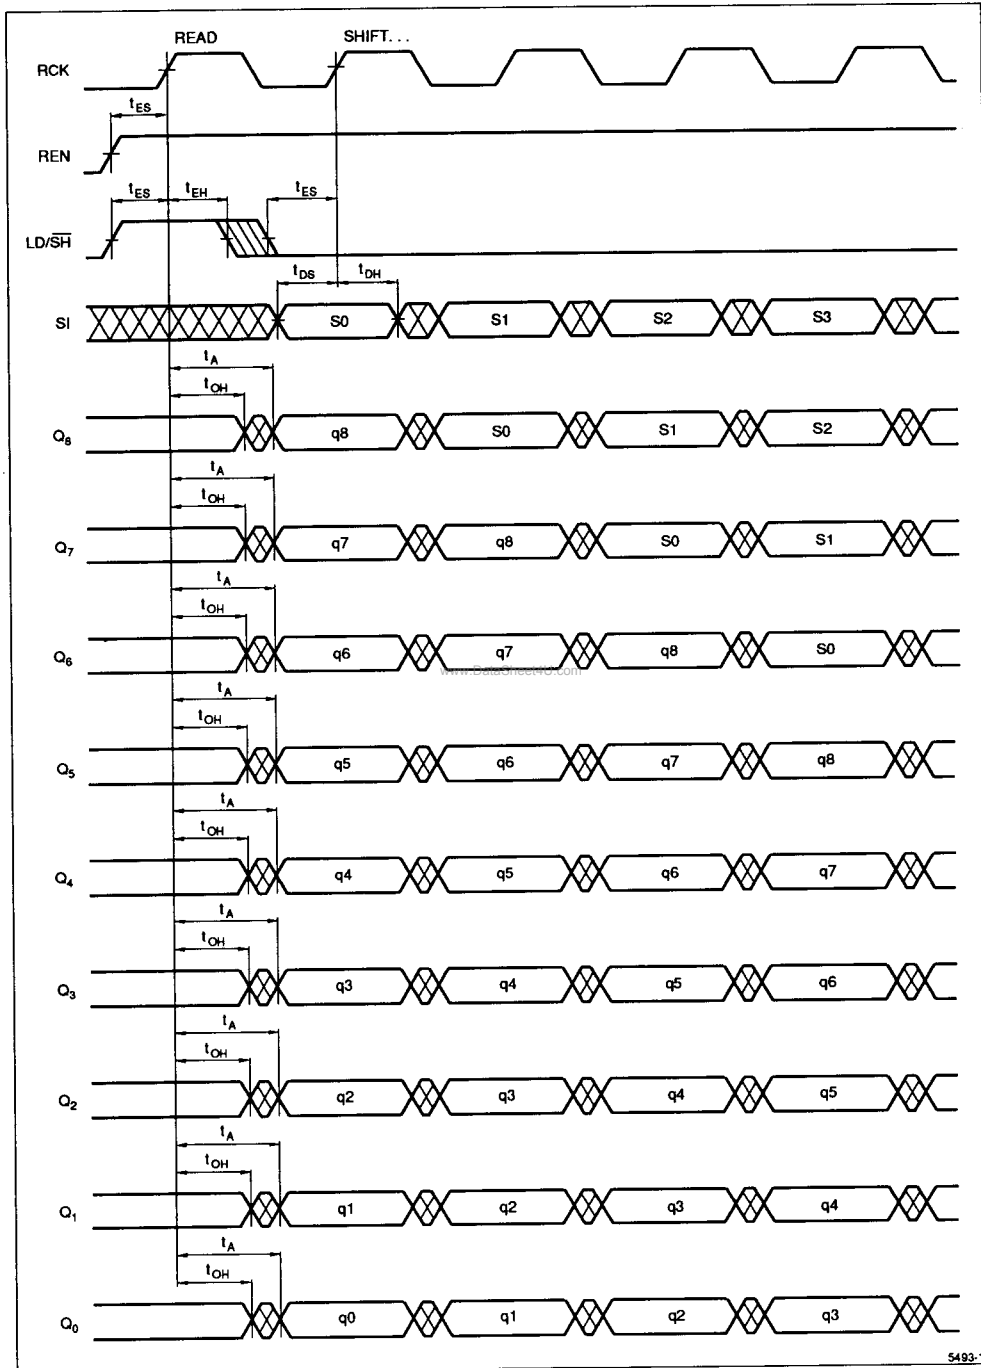 READ SHIFT...
RCK
tES
REN
tES tEH tES
LD/SH
tDS tDH
SI S0 S1 S2 S3
tA
tOH
Q8 q8 S0 S1 S2
tA
tOH
Q7 q7 q8 S0 S1
tA
tOH
Q6 q6 q7 q8 S0
www.DataSheet4U.com
tA
tOH
Q5 q5 q6 q7 q8
tA
tOH
Q4 q4 q5 q6 q7
tA
tOH
Q3 q3 q4 q5 q6
tA
tOH
Q2 q2 q3 q4 q5
tA
tOH
Q1 q1 q2 q3 q4
tA
tOH
Q0 q0 q1 q2 q3